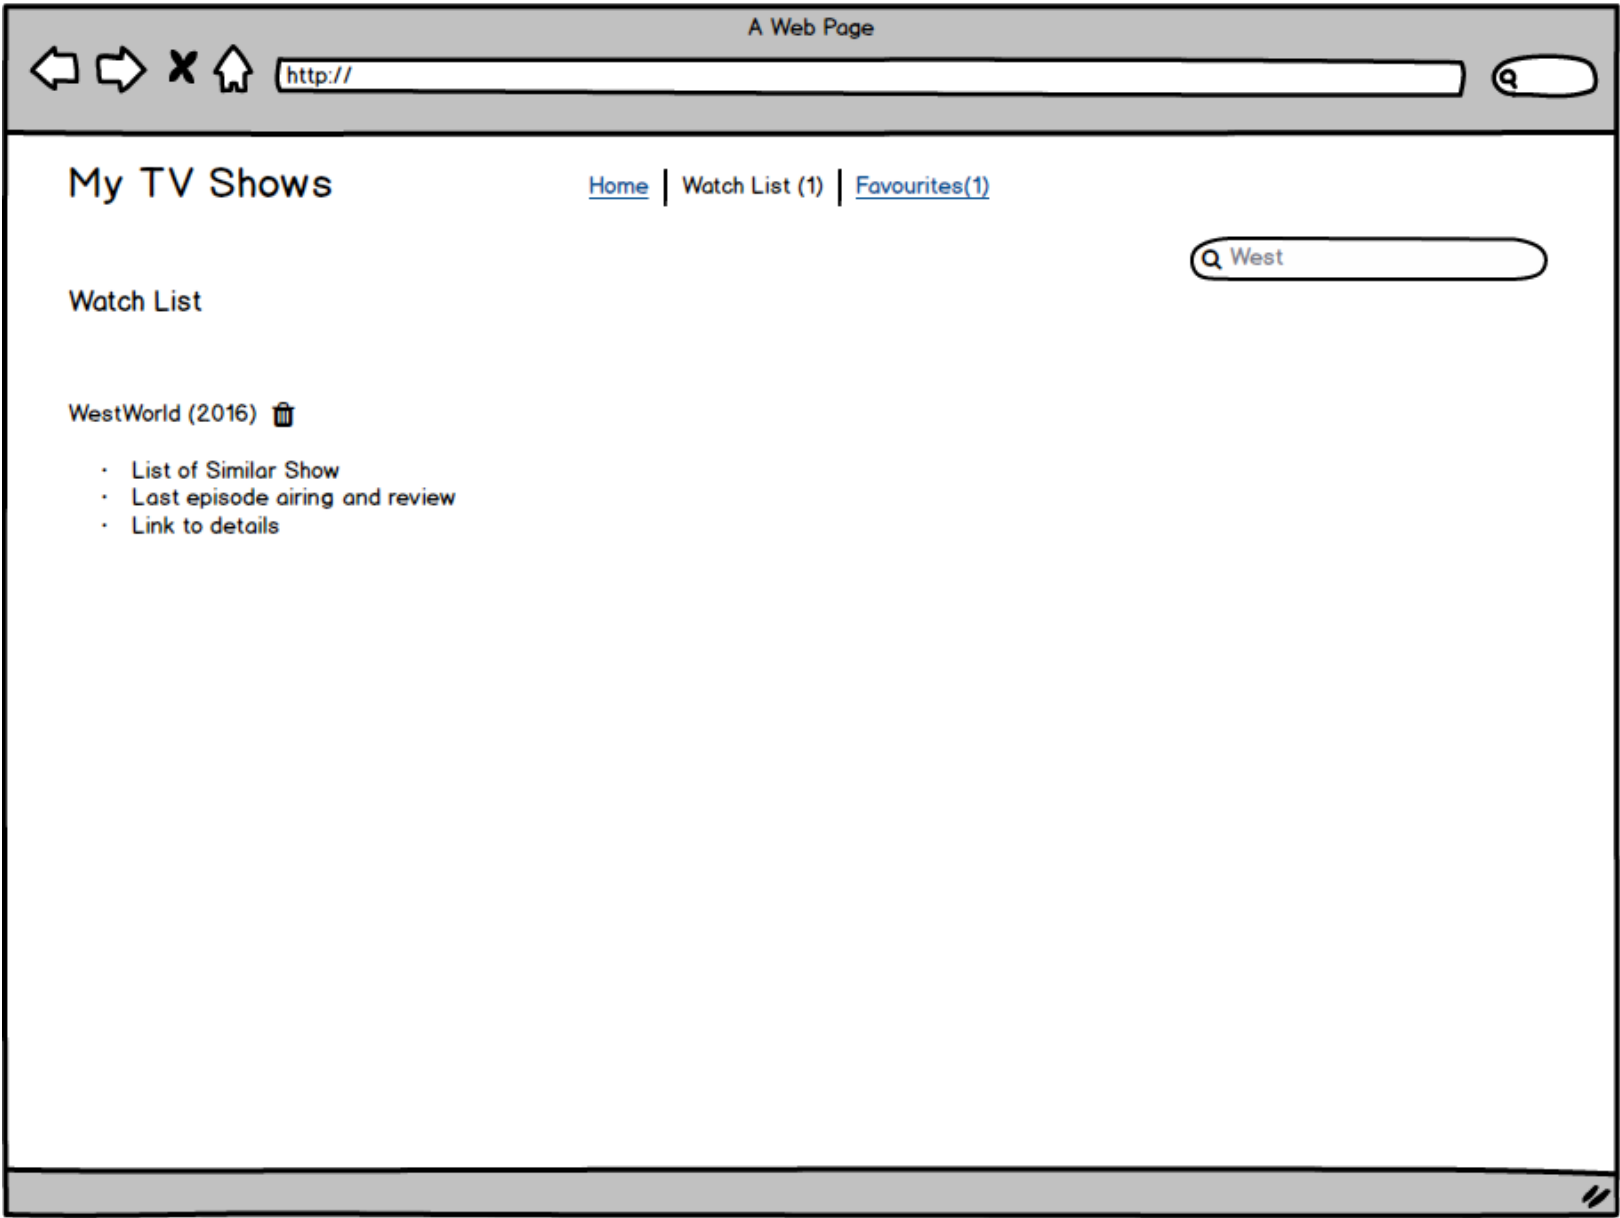 A Web Page
http://
My TV Shows
Home | Watch List (1) | Favourites(1)
West
Watch List
WestWorld (2016)
· List of Similar Show
· Last episode airing and review
· Link to details